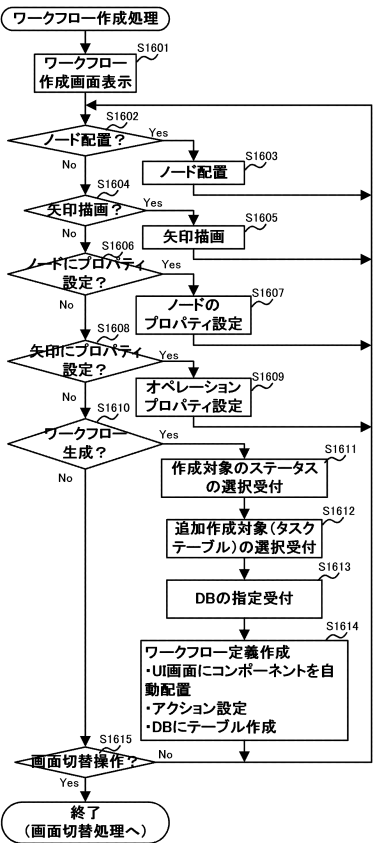 ワークフロー作成処理
S1601
ワークフロー
作成画面表示
S1602
ノード配置？
Yes
No
S1603
ノード配置
S1604
矢印描画？
Yes
No
S1605
矢印描画
S1606
ノードにプロパティ
設定？
Yes
No
S1607
ノードの
プロパティ設定
S1608
矢印にプロパティ
設定？
Yes
No
S1609
オペレーション
プロパティ設定
S1610
ワークフロー
生成？
Yes
No
S1611
作成対象のステータス
の選択受付
S1612
追加作成対象（タスク
テーブル）の選択受付
S1613
DBの指定受付
S1614
ワークフロー定義作成
・UI画面にコンポーネントを自
動配置
・アクション設定
・DBにテーブル作成
S1615
画面切替操作？
No
Yes
終了
（画面切替処理へ）